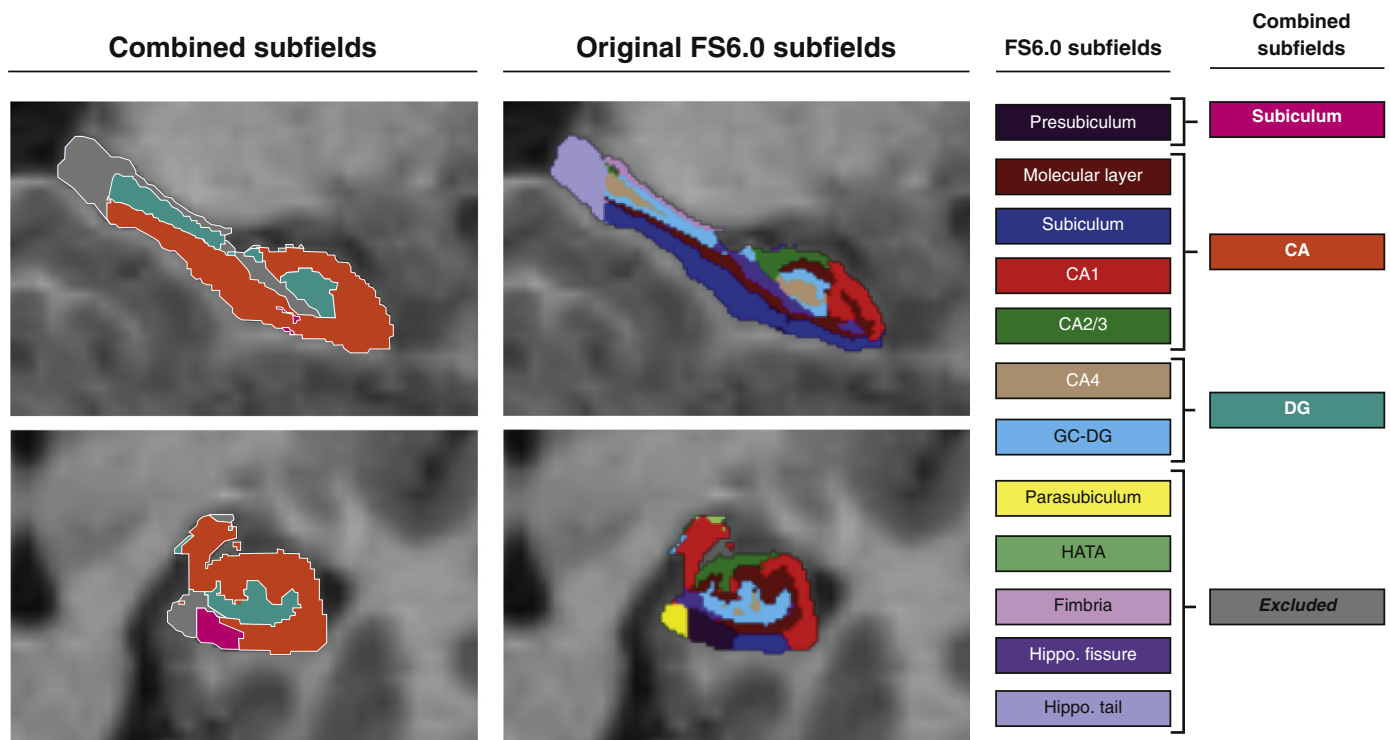 Combined subfields
Original FS6.0 subfields
FS6.0 subfields
Combined
subfields
Presubiculum
Subiculum
Molecular layer
Subiculum
CA1
CA2/3
CA
CA4
GC-DG
DG
Parasubiculum
HATA
Fimbria
Hippo. fissure
Hippo. tail
Excluded